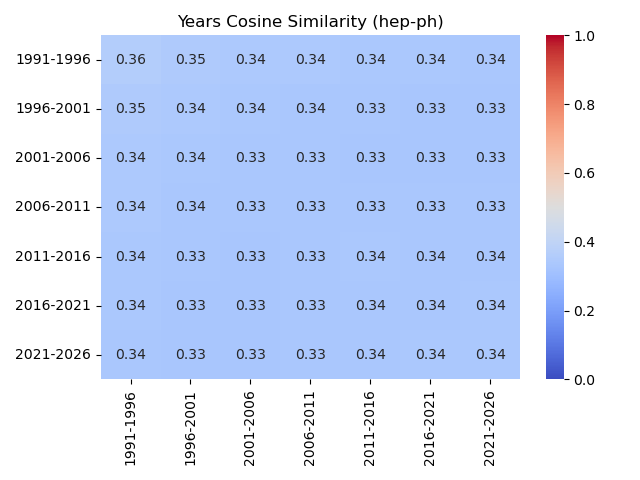 Years Cosine Similarity (hep-ph)
1991-1996 0.36 0.35 0.34 0.34 0.34 0.34 0.34
1996-2001 0.35 0.34 0.34 0.34 0.33 0.33 0.33
2001-2006 0.34 0.34 0.33 0.33 0.33 0.33 0.33
2006-2011 0.34 0.34 0.33 0.33 0.33 0.33 0.33
2011-2016 0.34 0.33 0.33 0.33 0.34 0.34 0.34
2016-2021 0.34 0.33 0.33 0.33 0.34 0.34 0.34
2021-2026 0.34 0.33 0.33 0.33 0.34 0.34 0.34
1991-1996 1996-2001 2001-2006 2006-2011 2011-2016 2016-2021 2021-2026
1.0
0.8
0.6
0.4
0.2
0.0